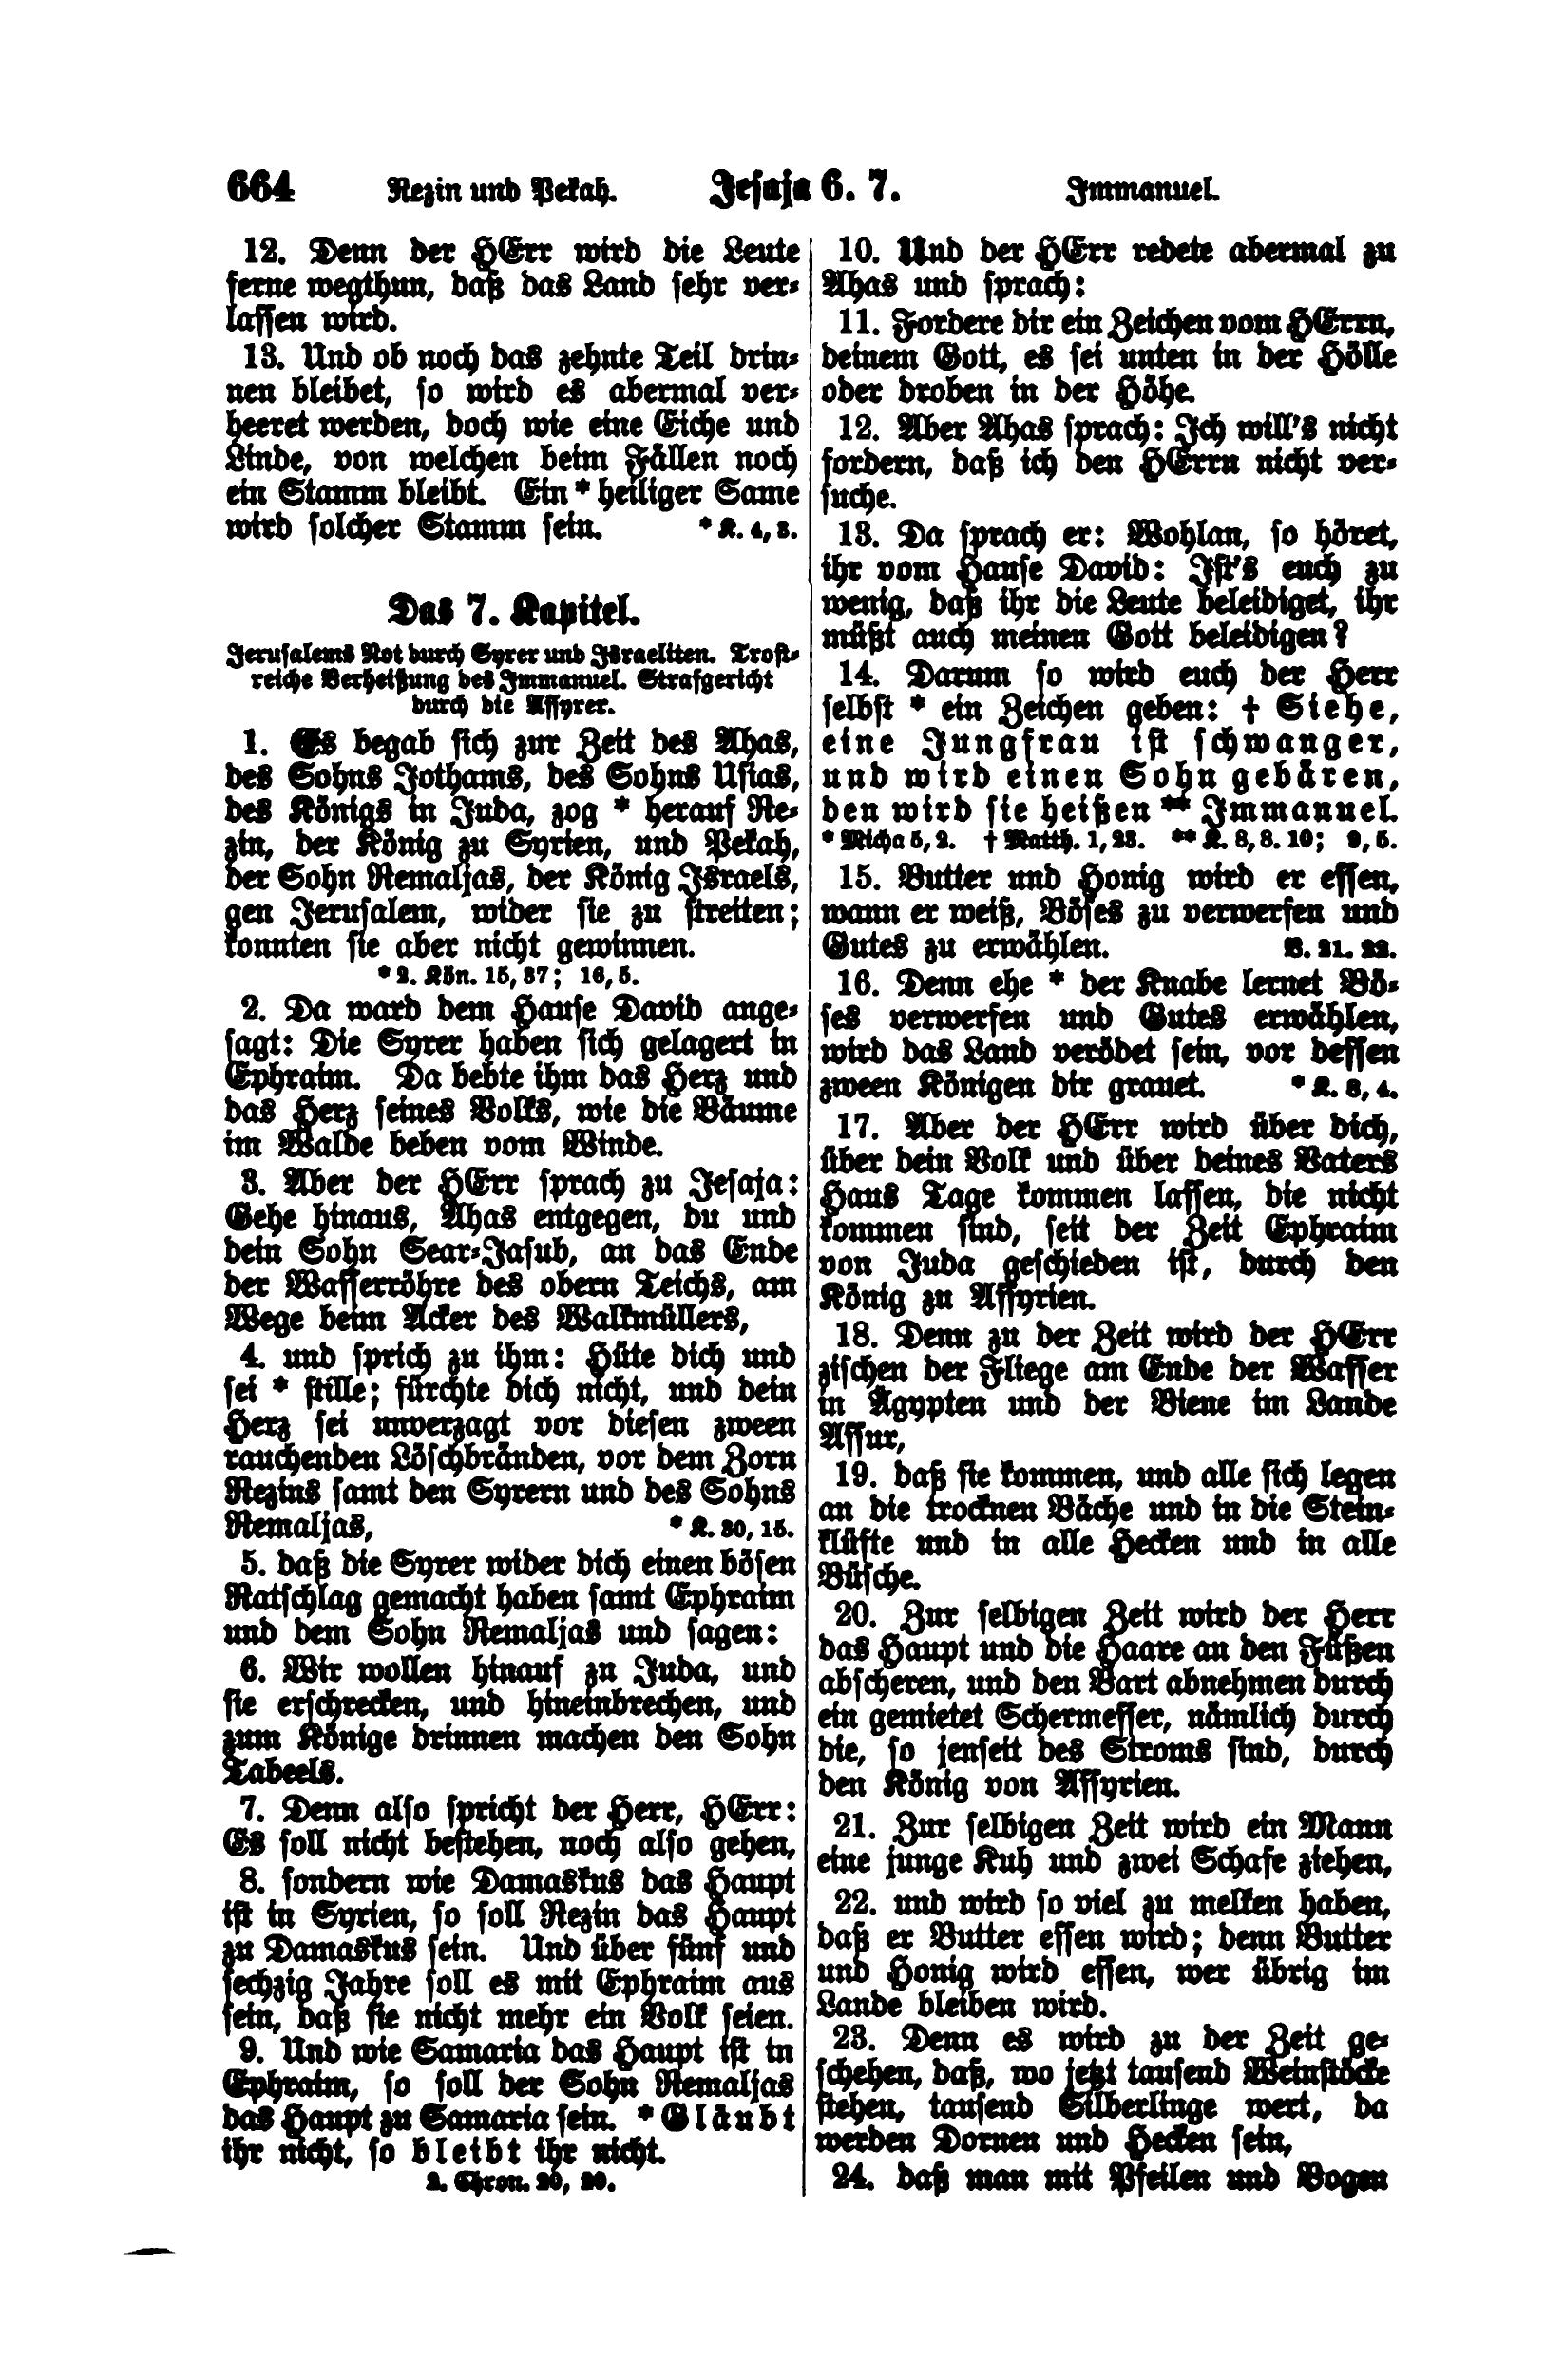 664 Rezin und Pekah. Jesaja 6. 7. Immanuel.
12. Denn der HErr wird die Leute
ferne wegthun, daß das Land sehr ver-
lassen wird.
13. Und ob noch das zehnte Teil drin-
nen bleibet, so wird es abermal ver-
heeret werden, doch wie eine Eiche und
Linde, von welchen beim Fällen noch
ein Stamm bleibt. Ein * heiliger Same
wird solcher Stamm sein. * K. 4, 3.
Das 7. Kapitel.
Jerusalems Not durch Syrer und Israeliten. Trost-
reiche Verheißung des Immanuel. Strafgericht
durch die Assyrer.
1. Es begab sich zur Zeit des Ahas,
des Sohns Jothams, des Sohns Usias,
des Königs in Juda, zog * herauf Re-
zin, der König zu Syrien, und Pekah,
der Sohn Remaljas, der König Israels,
gen Jerusalem, wider sie zu streiten;
konnten sie aber nicht gewinnen.
* 2. Kön. 15, 37; 16, 5.
2. Da ward dem Hause David ange-
sagt: Die Syrer haben sich gelagert in
Ephraim. Da bebte ihm das Herz und
das Herz seines Volks, wie die Bäume
im Walde beben vom Winde.
3. Aber der HErr sprach zu Jesaja:
Gehe hinaus, Ahas entgegen, du und
dein Sohn Sear-Jasub, an das Ende
der Wasserröhre des obern Teichs, am
Wege beim Acker des Walkmüllers,
4. und sprich zu ihm: Hüte dich und
sei * stille; fürchte dich nicht, und dein
Herz sei unverzagt vor diesen zween
rauchenden Löschbränden, vor dem Zorn
Rezins samt den Syrern und des Sohns
Remaljas, * K. 30, 15.
5. daß die Syrer wider dich einen bösen
Ratschlag gemacht haben samt Ephraim
und dem Sohn Remaljas und sagen:
6. Wir wollen hinauf zu Juda, und
sie erschrecken, und hineinbrechen, und
zum Könige drinnen machen den Sohn
Tabeels.
7. Denn also spricht der Herr, HErr:
Es soll nicht bestehen, noch also gehen,
8. sondern wie Damaskus das Haupt
ist in Syrien, so soll Rezin das Haupt
zu Damaskus sein. Und über fünf und
sechzig Jahre soll es mit Ephraim aus
sein, daß sie nicht mehr ein Volk seien.
9. Und wie Samaria das Haupt ist in
Ephraim, so soll der Sohn Remaljas
das Haupt zu Samaria sein. * Gläubt
ihr nicht, so bleibt ihr nicht.
2. Chron. 20, 20.
10. Und der HErr redete abermal zu
Ahas und sprach:
11. Fordere dir ein Zeichen vom HErrn,
deinem Gott, es sei unten in der Hölle
oder droben in der Höhe.
12. Aber Ahas sprach: Ich will's nicht
fordern, daß ich den HErrn nicht ver-
suche.
13. Da sprach er: Wohlan, so höret,
ihr vom Hause David: Ist's euch zu
wenig, daß ihr die Leute beleidiget, ihr
müßt auch meinen Gott beleidigen?
14. Darum so wird euch der Herr
selbst * ein Zeichen geben: † Siehe,
eine Jungfrau ist schwanger,
und wird einen Sohn gebären,
den wird sie heißen ** Immanuel.
* Micha 5, 2. † Matth. 1, 23. ** K. 8, 8. 10; 9, 5.
15. Butter und Honig wird er essen,
wann er weiß, Böses zu verwerfen und
Gutes zu erwählen. V. 21. 22.
16. Denn ehe * der Knabe lernet Bö-
ses verwerfen und Gutes erwählen,
wird das Land verödet sein, vor dessen
zween Königen dir grauet. * K. 8, 4.
17. Aber der HErr wird über dich,
über dein Volk und über deines Vaters
Haus Tage kommen lassen, die nicht
kommen sind, seit der Zeit Ephraim
von Juda geschieden ist, durch den
König zu Assyrien.
18. Denn zu der Zeit wird der HErr
zischen der Fliege am Ende der Wasser
in Ägypten und der Biene im Lande
Assur,
19. daß sie kommen, und alle sich legen
an die trocknen Bäche und in die Stein-
klüfte und in alle Hecken und in alle
Büsche.
20. Zur selbigen Zeit wird der Herr
das Haupt und die Haare an den Füßen
abscheren, und den Bart abnehmen durch
ein gemietet Schermesser, nämlich durch
die, so jenseit des Stroms sind, durch
den König von Assyrien.
21. Zur selbigen Zeit wird ein Mann
eine junge Kuh und zwei Schafe ziehen,
22. und wird so viel zu melken haben,
daß er Butter essen wird; denn Butter
und Honig wird essen, wer übrig im
Lande bleiben wird.
23. Denn es wird zu der Zeit ge-
schehen, daß, wo jetzt tausend Weinstöcke
stehen, tausend Silberlinge wert, da
werden Dornen und Hecken sein,
24. daß man mit Pfeilen und Bogen